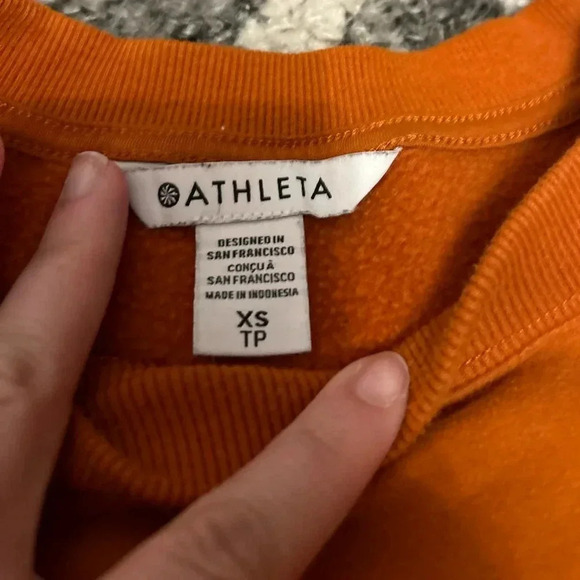 ATHLETA
DESIGNED IN
SAN FRANCISCO
CONÇU À
SAN FRANCISCO
MADE IN INDONESIA
XS
TP